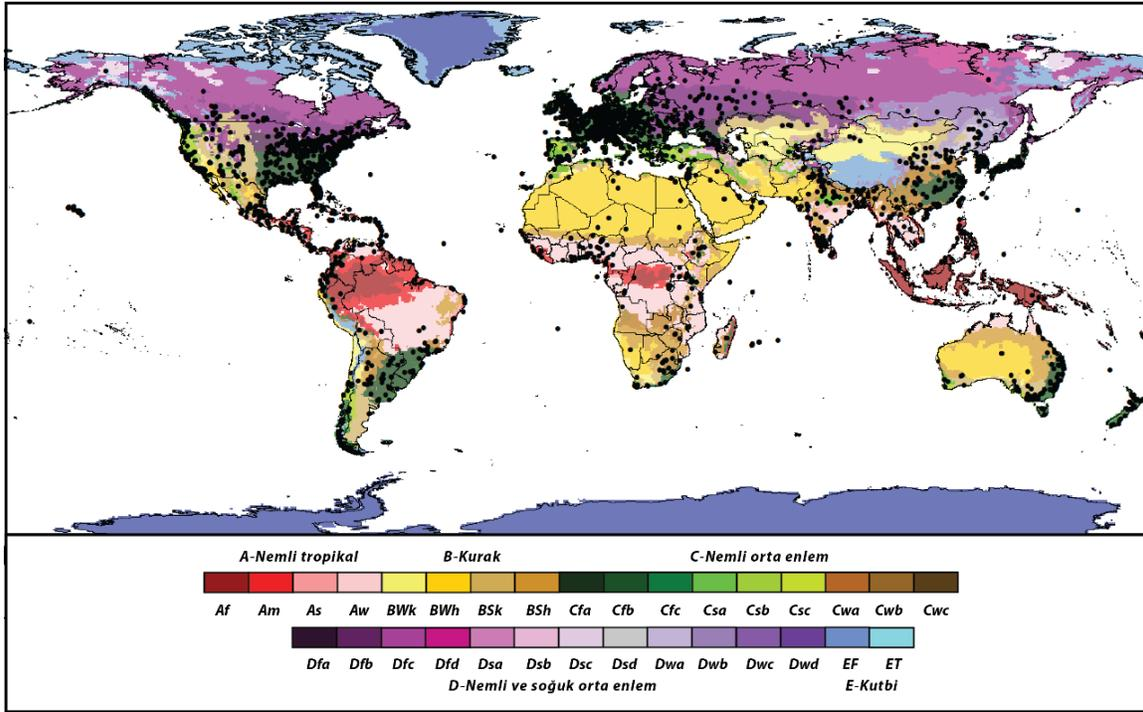 A-Nemli tropikal B-Kurak C-Nemli orta enlem
Af Am As Aw BWk BWh BSk BSh Cfa Cfb Cfc Csa Csb Csc Cwa Cwb Cwc
Dfa Dfb Dfc Dfd Dsa Dsb Dsc Dsd Dwa Dwb Dwc Dwd EF ET
D-Nemli ve soğuk orta enlem E-Kutbi